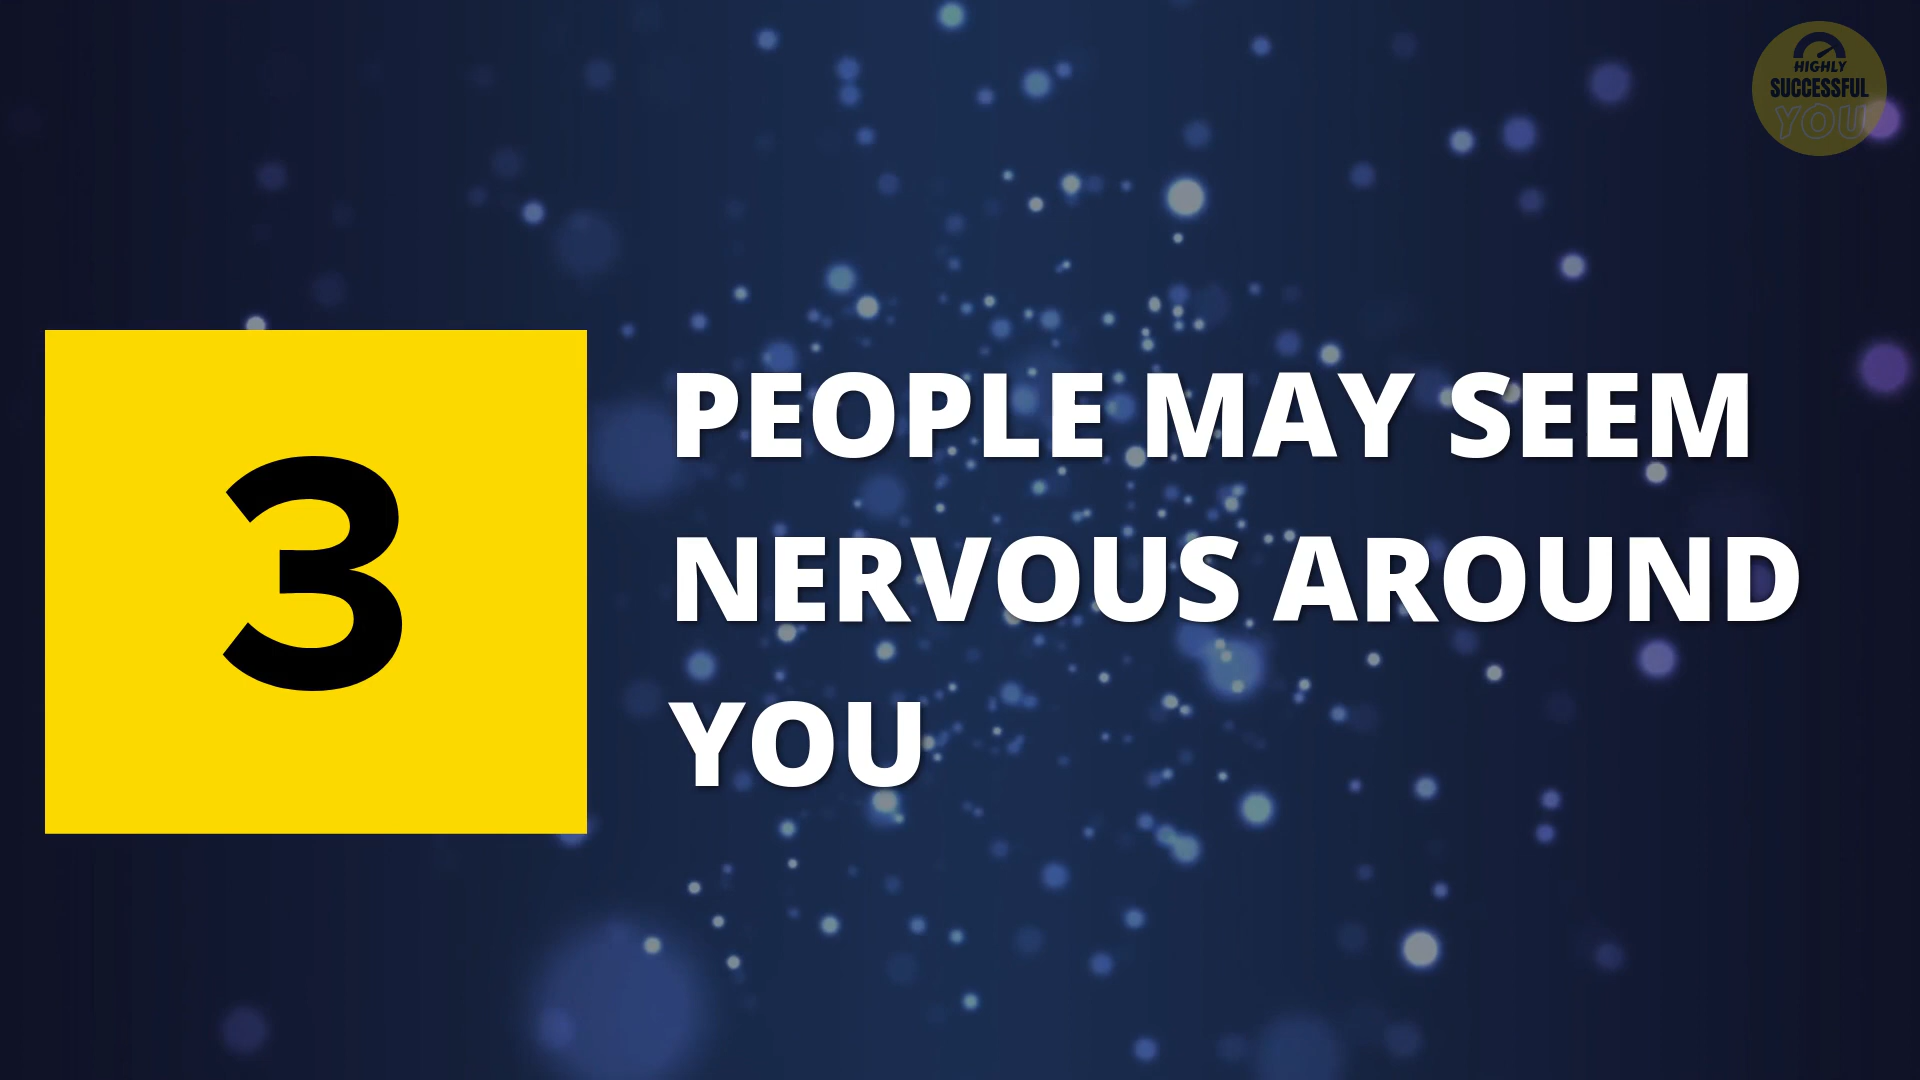 HIGHLY
SUCCESSFUL
YOU
3
PEOPLE MAY SEEM
NERVOUS AROUND
YOU